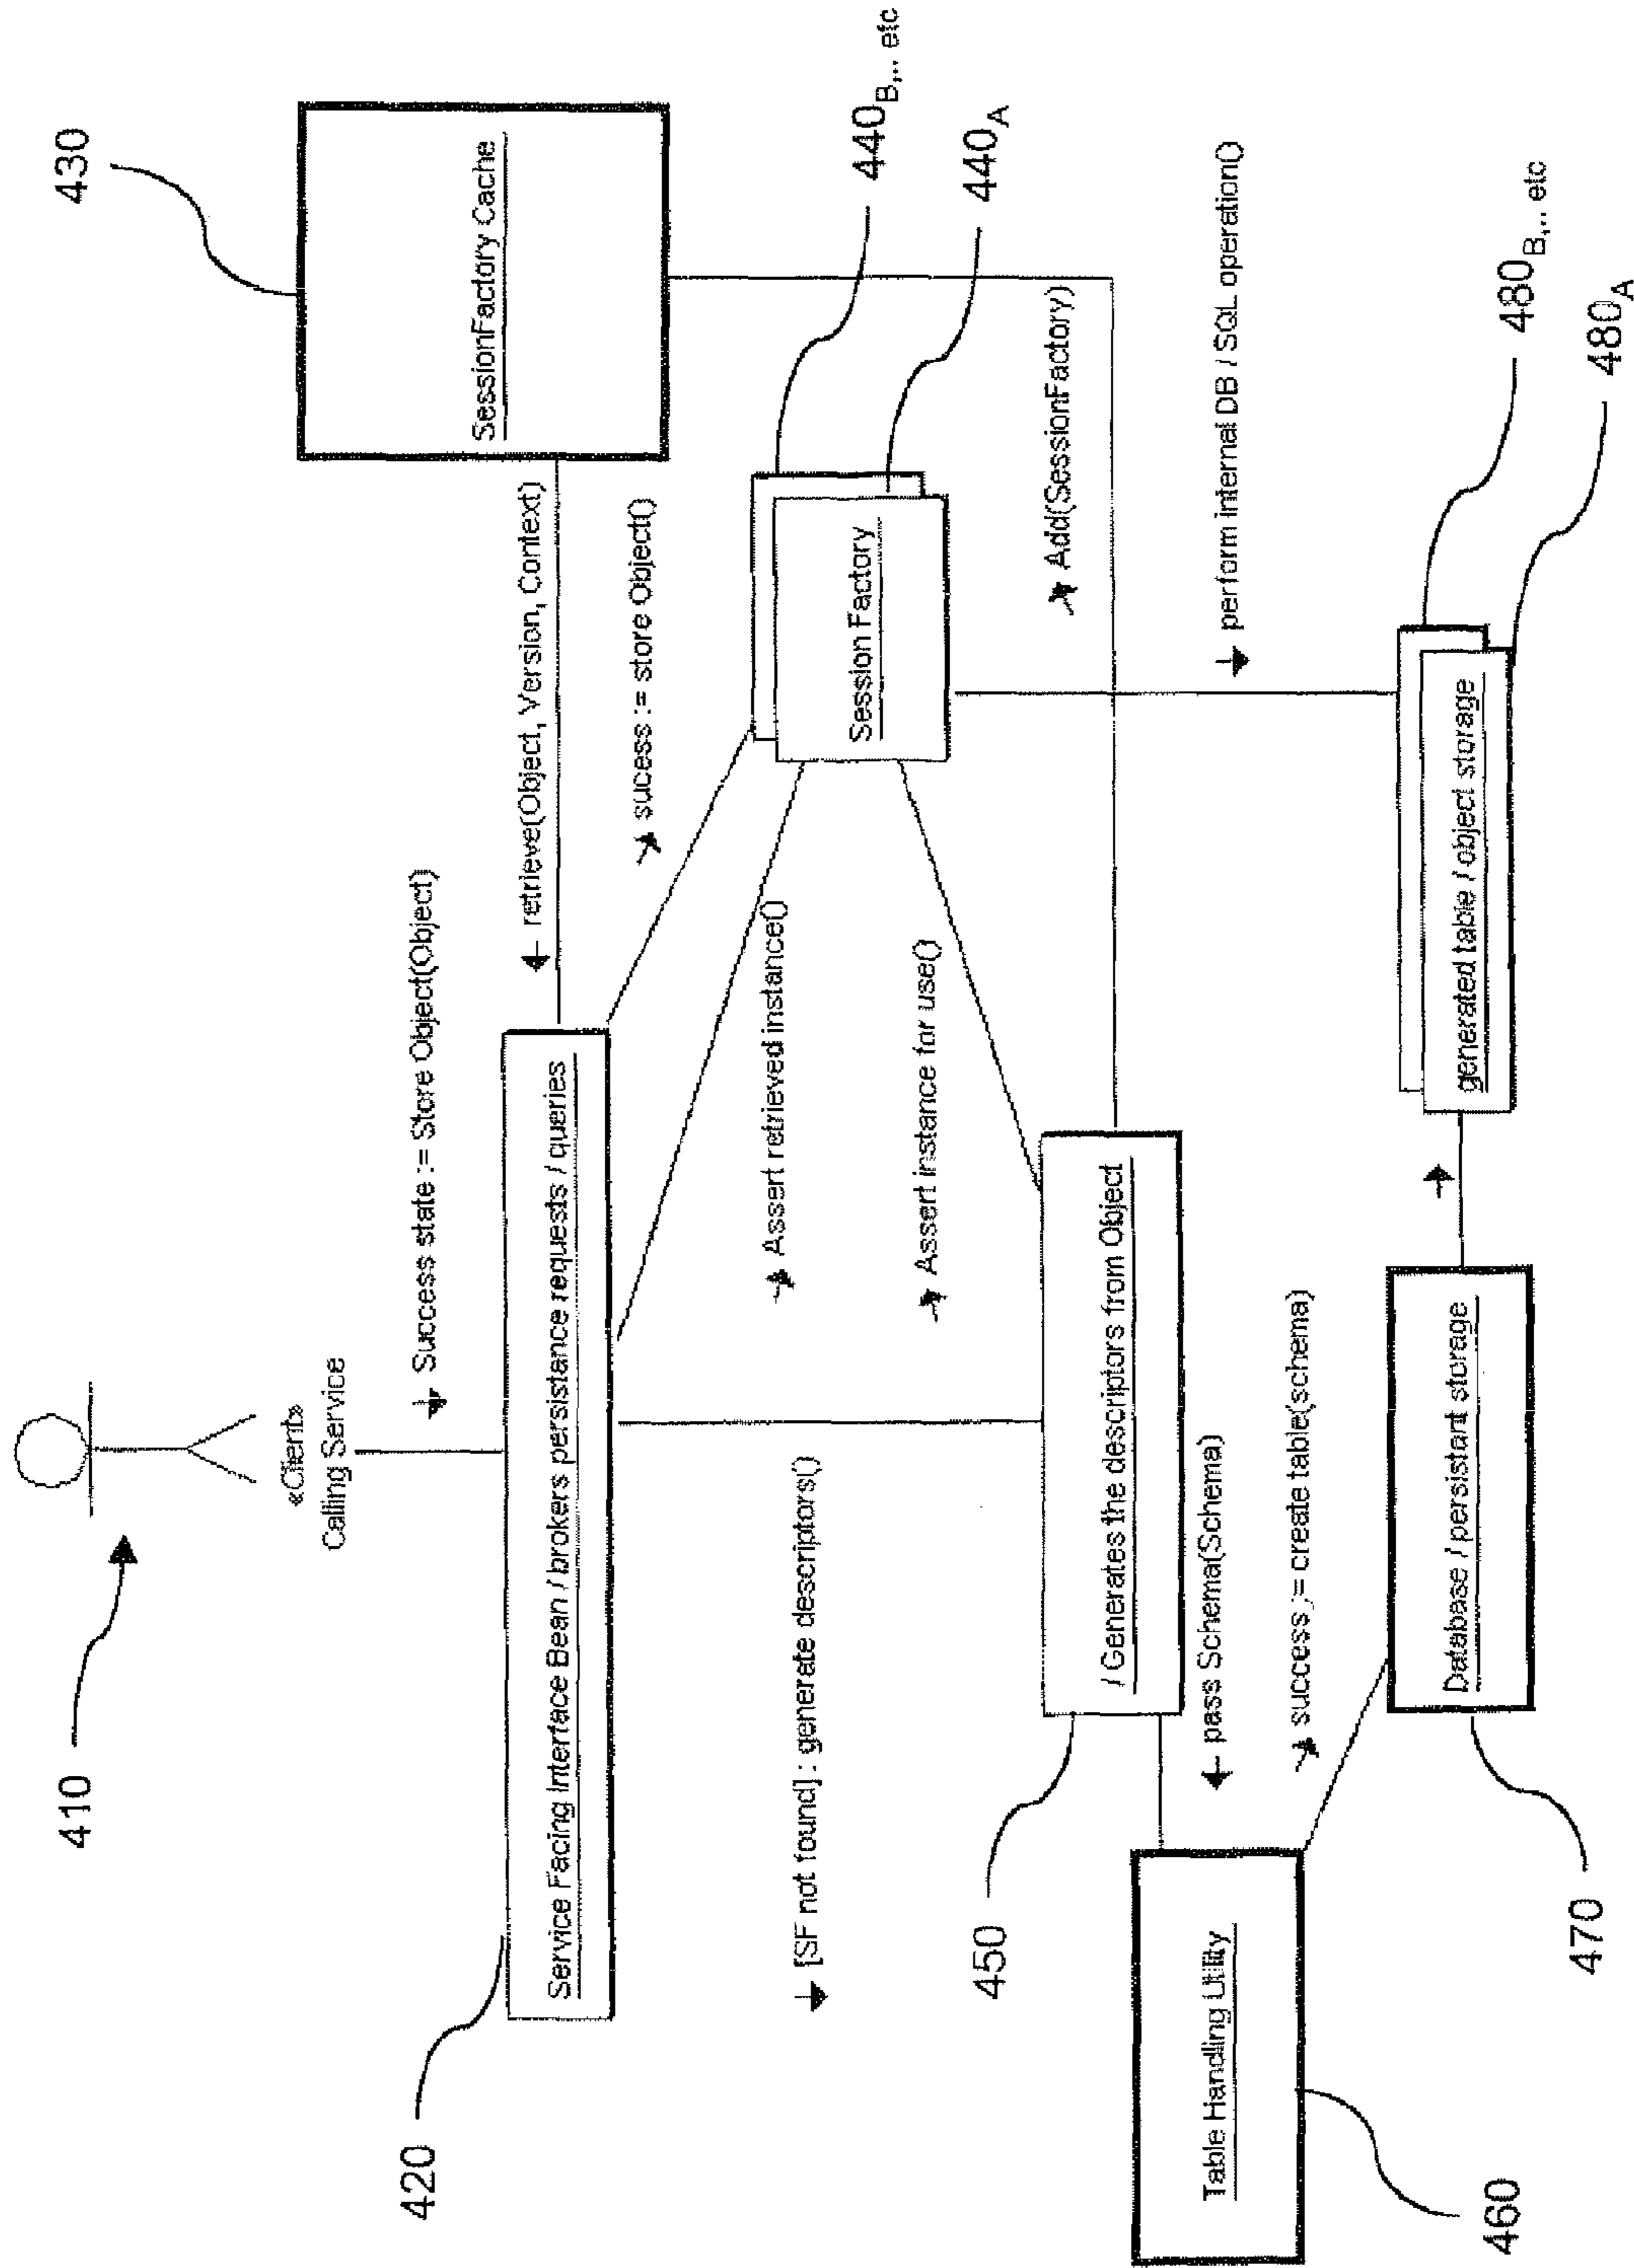 410
«Client»
Calling Service
Success state := Store Object(Object)
420
Service Facing Interface Bean / brokers persistance requests / queries
retrieve(Object, Version, Context)
430
SessionFactory Cache
sucess := store Object()
Assert retrieved instance()
Assert instance for use()
Session Factory
440B,.. etc
440A
[SF not found] : generate descriptors()
Add(SessionFactory)
450
/ Generates the descriptors from Object
pass Schema(Schema)
success := create table(schema)
perform internal DB / SQL operation()
Table Handling Utility
460
Database / persistant storage
470
generated table / object storage
480B,.. etc
480A